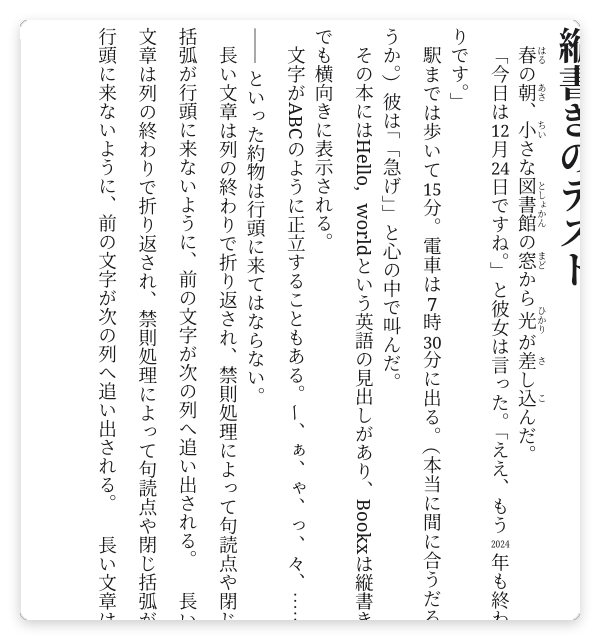 縦書きのテスト
春の朝、小さな図書館の窓から光が差し込んだ。
「今日は12月24日ですね。」と彼女は言った。「ええ、もう2024年も終わ
りです。」
駅までは歩いて15分。電車は7時30分に出る。（本当に間に合うだろ
うか。）彼は「「急げ」」と心の中で叫んだ。
その本にはHello, worldという英語の見出しがあり、Bookxは縦書き
でも横向きに表示される。
文字がABCのように正立することもある。ー、ぁ、ゃ、っ、々、……
――といった約物は行頭に来てはならない。
長い文章は列の終わりで折り返され、禁則処理によって句読点や閉じ
括弧が行頭に来ないように、前の文字が次の列へ追い出される。 長い
文章は列の終わりで折り返され、禁則処理によって句読点や閉じ括弧が
行頭に来ないように、前の文字が次の列へ追い出される。 長い文章は